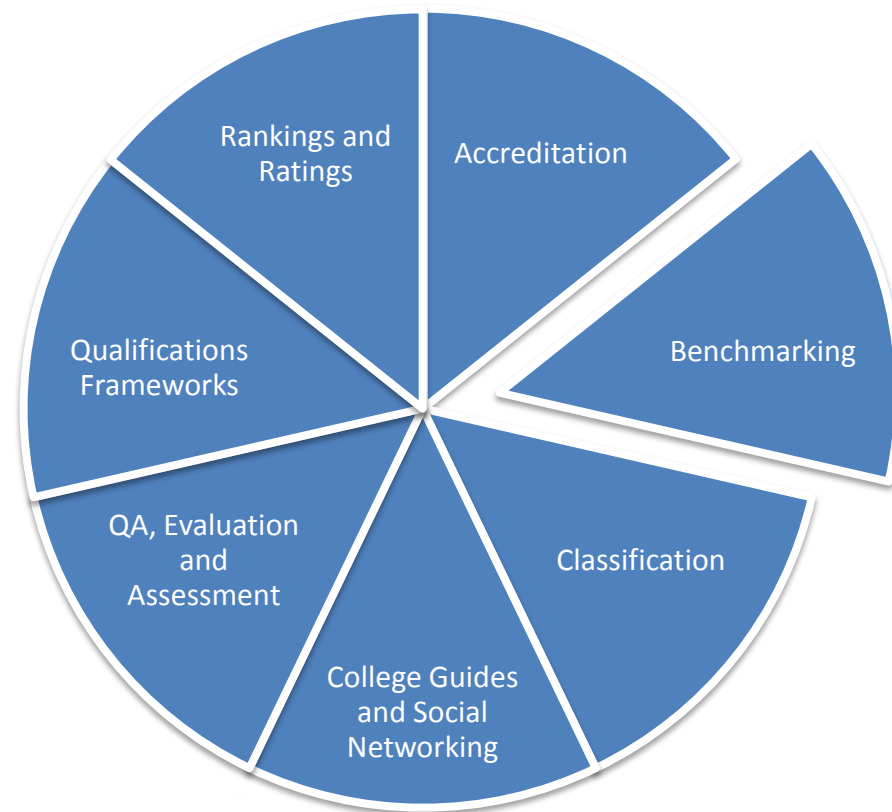 Rankings and
Ratings
Accreditation
Benchmarking
Qualifications
Frameworks
QA, Evaluation
and
Assessment
Classification
College Guides
and Social
Networking